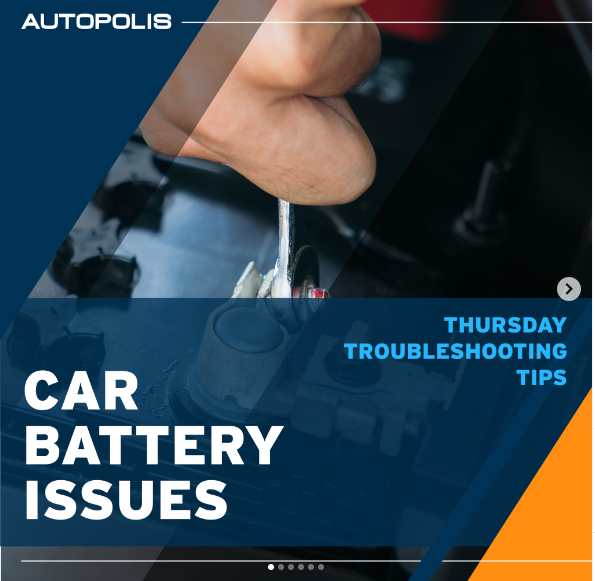 AUTOPOLIS
THURSDAY
TROUBLESHOOTING
TIPS
CAR
BATTERY
ISSUES